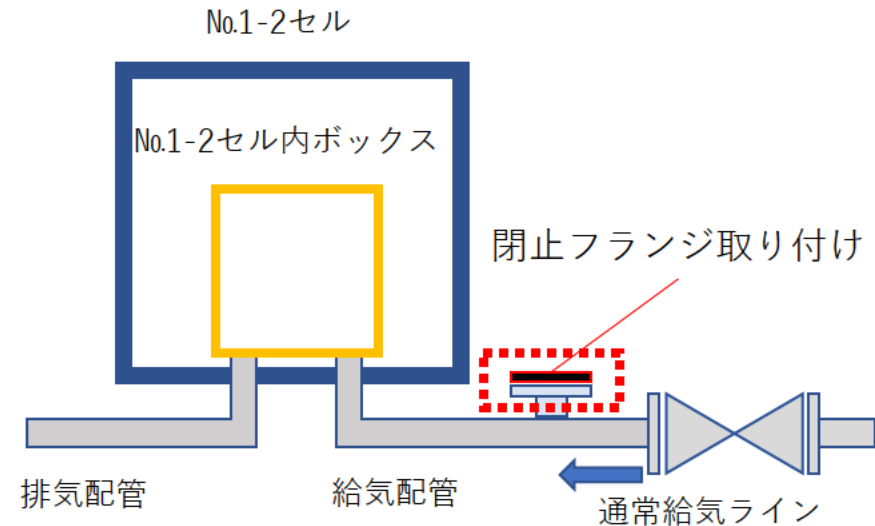 №1-2セル
№1-2セル内ボックス
閉止フランジ取り付け
排気配管
給気配管
通常給気ライン